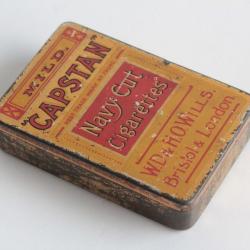 MILD.
"CAPSTAN"
Navy Cut
Cigarettes"
W.D. & H.O. WILLS.
Bristol & London.